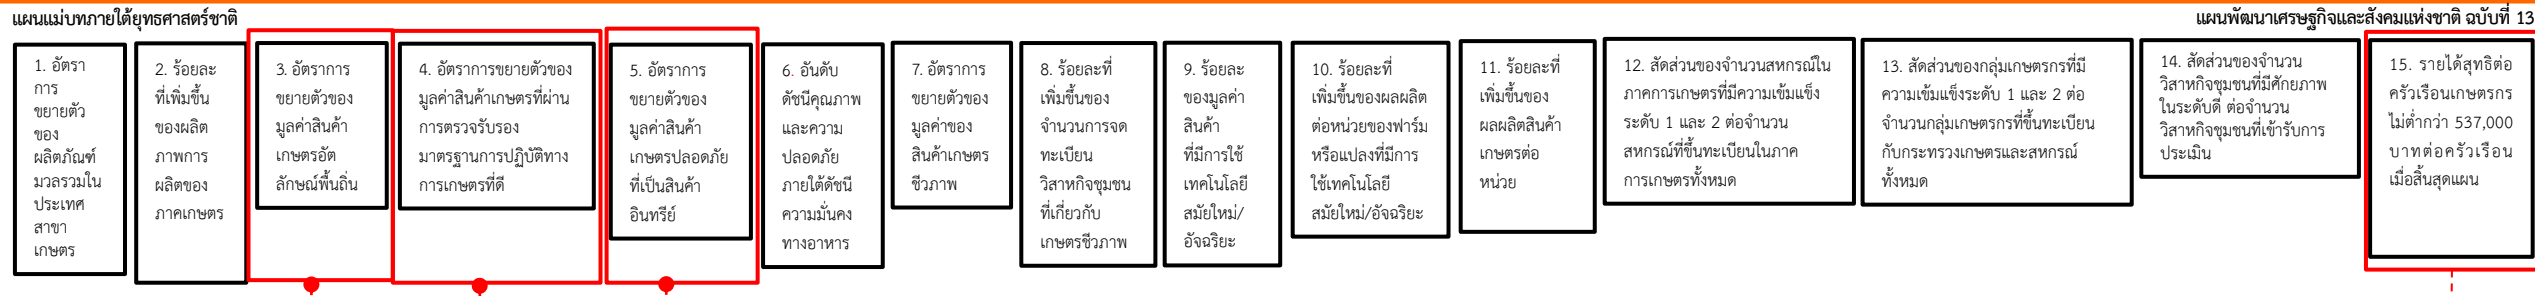 แผนแม่บทภายใต้ยุทธศาสตร์ชาติ
แผนพัฒนาเศรษฐกิจและสังคมแห่งชาติ ฉบับที่ 13
1. อัตรา
การ
ขยายตัว
ของ
ผลิตภัณฑ์
มวลรวมใน
ประเทศ
สาขา
เกษตร
2. ร้อยละ
ที่เพิ่มขึ้น
ของผลิต
ภาพการ
ผลิตของ
ภาคเกษตร
3. อัตราการ
ขยายตัวของ
มูลค่าสินค้า
เกษตรอัต
ลักษณ์พื้นถิ่น
4. อัตราการขยายตัวของ
มูลค่าสินค้าเกษตรที่ผ่าน
การตรวจรับรอง
มาตรฐานการปฏิบัติทาง
การเกษตรที่ดี
5. อัตราการ
ขยายตัวของ
มูลค่าสินค้า
เกษตรปลอดภัย
ที่เป็นสินค้า
อินทรีย์
6. อันดับ
ดัชนีคุณภาพ
และความ
ปลอดภัย
ภายใต้ดัชนี
ความมั่นคง
ทางอาหาร
7. อัตราการ
ขยายตัวของ
มูลค่าของ
สินค้าเกษตร
ชีวภาพ
8. ร้อยละที่
เพิ่มขึ้นของ
จำนวนการจด
ทะเบียน
วิสาหกิจชุมชน
ที่เกี่ยวกับ
เกษตรชีวภาพ
9. ร้อยละ
ของมูลค่า
สินค้า
ที่มีการใช้
เทคโนโลยี
สมัยใหม่/
อัจฉริยะ
10. ร้อยละที่
เพิ่มขึ้นของผลผลิต
ต่อหน่วยของฟาร์ม
หรือแปลงที่มีการ
ใช้เทคโนโลยี
สมัยใหม่/อัจฉริยะ
11. ร้อยละที่
เพิ่มขึ้นของ
ผลผลิตสินค้า
เกษตรต่อ
หน่วย
12. สัดส่วนของจำนวนสหกรณ์ใน
ภาคการเกษตรที่มีความเข้มแข็ง
ระดับ 1 และ 2 ต่อจำนวน
สหกรณ์ที่ขึ้นทะเบียนในภาค
การเกษตรทั้งหมด
13. สัดส่วนของกลุ่มเกษตรกรที่มี
ความเข้มแข็งระดับ 1 และ 2 ต่อ
จำนวนกลุ่มเกษตรกรที่ขึ้นทะเบียน
กับกระทรวงเกษตรและสหกรณ์
ทั้งหมด
14. สัดส่วนของจำนวน
วิสาหกิจชุมชนที่มีศักยภาพ
ในระดับดี ต่อจำนวน
วิสาหกิจชุมชนที่เข้ารับการ
ประเมิน
15. รายได้สุทธิต่อ
ครัวเรือนเกษตรกร
ไม่ต่ำกว่า 537,000
บาทต่อครัวเรือน
เมื่อสิ้นสุดแผน